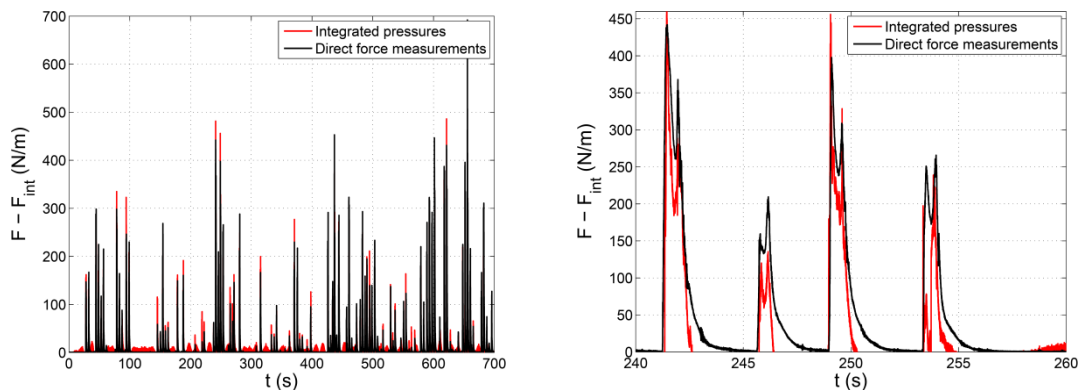 700
600
500
400
300
200
100
0
0 100 200 300 400 500 600 700
t (s)
F − F_int (N/m)
Integrated pressures
Direct force measurements
450
400
350
300
250
200
150
100
50
0
240 245 250 255 260
t (s)
F − F_int (N/m)
Integrated pressures
Direct force measurements